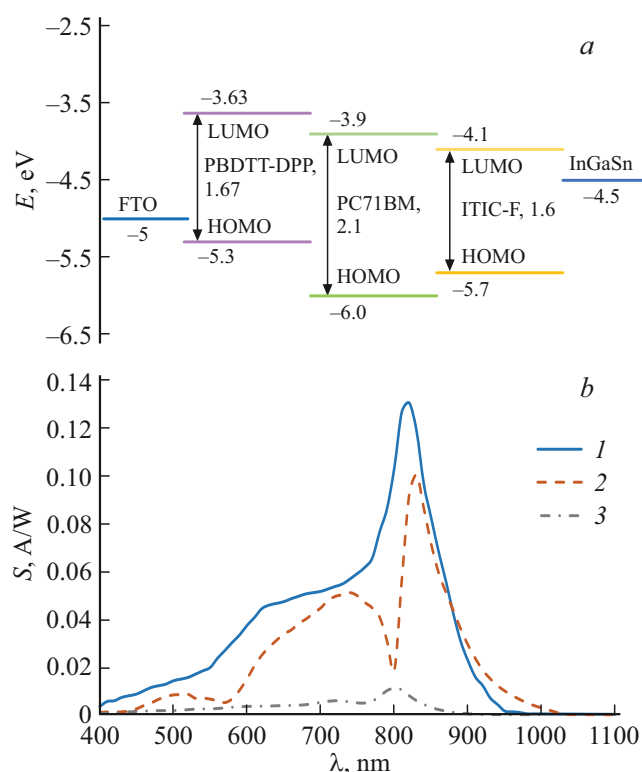 a
–2.5
–3.5
–4.5
–5.5
–6.5
E, eV
FTO
–5
–3.63
LUMO
PBDTT-DPP,
1.67
HOMO
–5.3
–3.9
LUMO
PC71BM,
2.1
HOMO
–6.0
–4.1
LUMO
ITIC-F, 1.6
HOMO
–5.7
InGaSn
–4.5
b
0.14
0.12
0.10
0.08
0.06
0.04
0.02
0
S, A/W
1
2
3
400 500 600 700 800 900 1000 1100
λ, nm